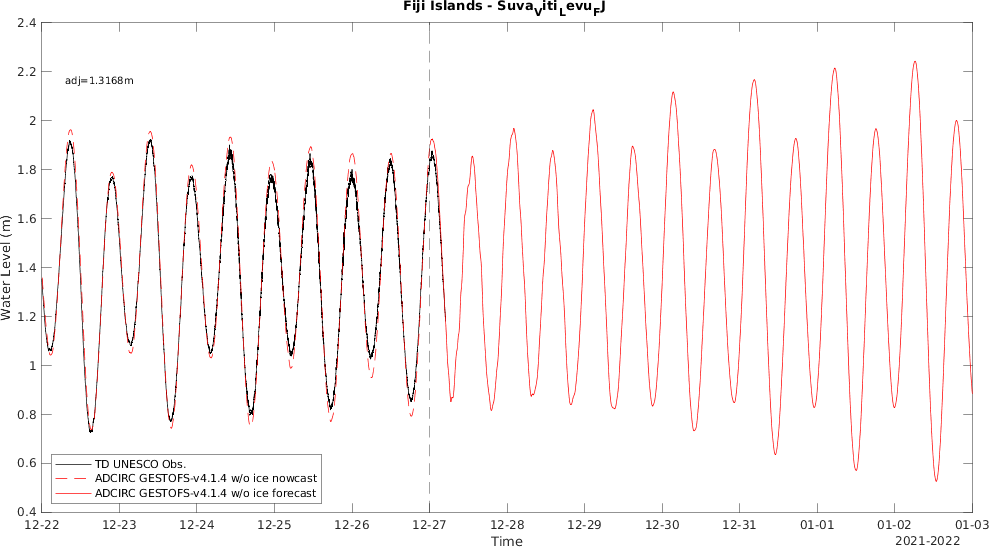 Fiji Islands - SuvaVitiLevuFJ
2.4
2.2
2
1.8
1.6
1.4
1.2
1
0.8
0.6
0.4
Water Level (m)
adj=1.3168m
TD UNESCO Obs.
ADCIRC GESTOFS-v4.1.4 w/o ice nowcast
ADCIRC GESTOFS-v4.1.4 w/o ice forecast
12-22 12-23 12-24 12-25 12-26 12-27 12-28 12-29 12-30 12-31 01-01 01-02 01-03
Time
2021-2022